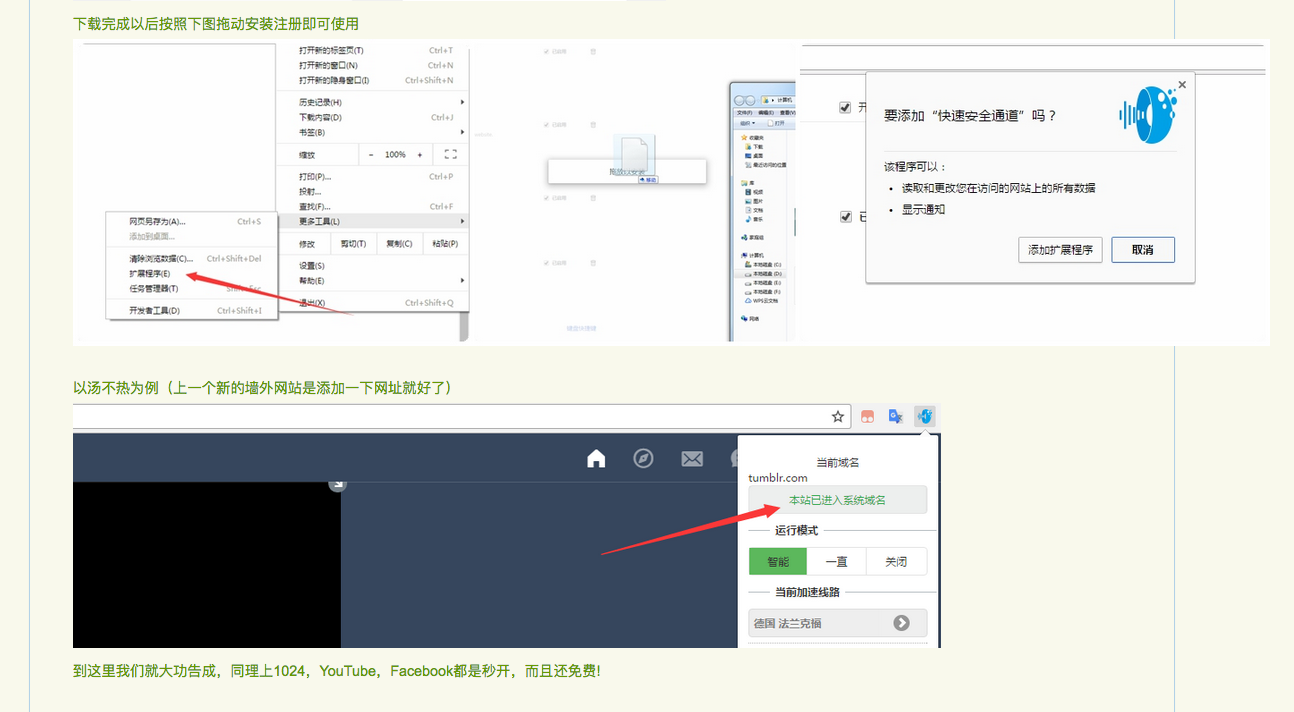 下载完成以后按照下图拖动安装注册即可使用
打开新的标签页(T) Ctrl+T
打开新的窗口(N) Ctrl+N
打开新的隐身窗口(I) Ctrl+Shift+N
历史记录(H)
下载内容(D) Ctrl+J
书签(B)
缩放 - 100% +
打印(P)... Ctrl+P
投射...
查找(F)... Ctrl+F
更多工具(L)
修改 剪切(T) 复制(C) 粘贴(P)
设置(S)
帮助(E)
退出(X) Ctrl+Shift+Q
网页另存为(A)... Ctrl+S
添加到桌面...
清除浏览数据(C)... Ctrl+Shift+Del
扩展程序(E)
任务管理器(T) Shift+Esc
开发者工具(D) Ctrl+Shift+I
拖放以安装
移动
计算机
文件(F) 编辑(E) 查看(V)
组织 打开
收藏夹
下载
桌面
最近访问的位置
库
视频
图片
文档
音乐
家庭组
计算机
本地磁盘 (C:)
本地磁盘 (D:)
本地磁盘 (E:)
本地磁盘 (F:)
WPS云文档
网络
要添加“快速安全通道”吗？
该程序可以：
• 读取和更改您在访问的网站上的所有数据
• 显示通知
添加扩展程序 取消
以汤不热为例（上一个新的墙外网站是添加一下网址就好了）
当前域名
tumblr.com
本站已进入系统域名
运行模式
智能 一直 关闭
当前加速线路
德国 法兰克福
到这里我们就大功告成，同理上1024，YouTube，Facebook都是秒开，而且还免费!